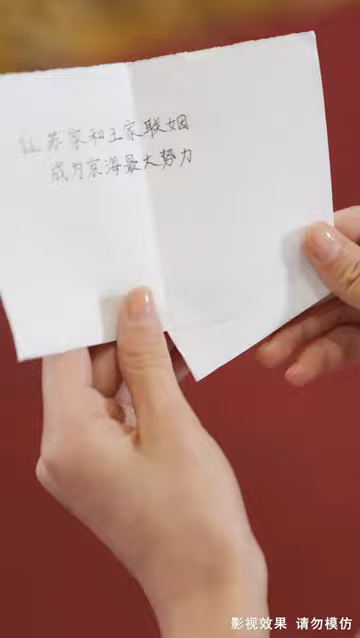 让苏家和王家联姻
成为京海最大势力
影视效果 请勿模仿